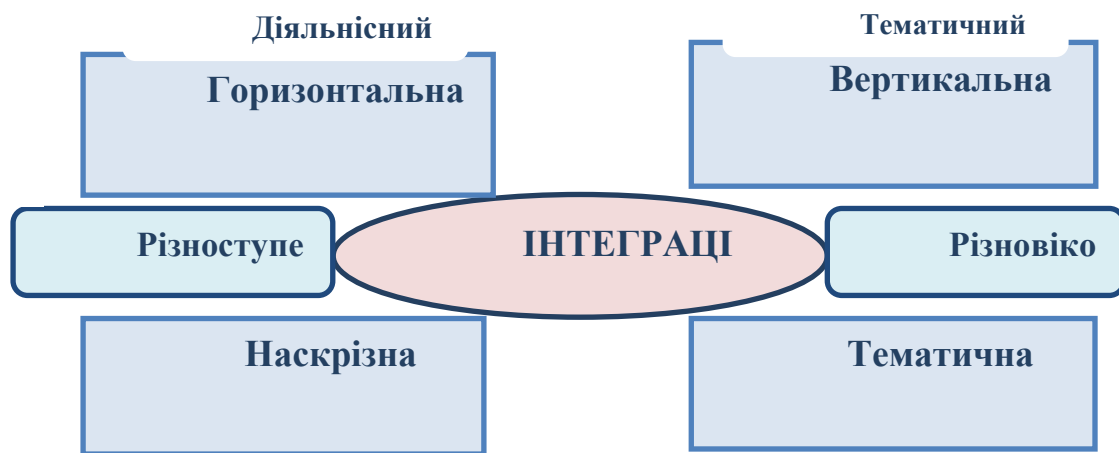 Діяльнісний
Тематичний
Горизонтальна
Вертикальна
Різноступе
ІНТЕГРАЦІ
Різновіко
Наскрізна
Тематична